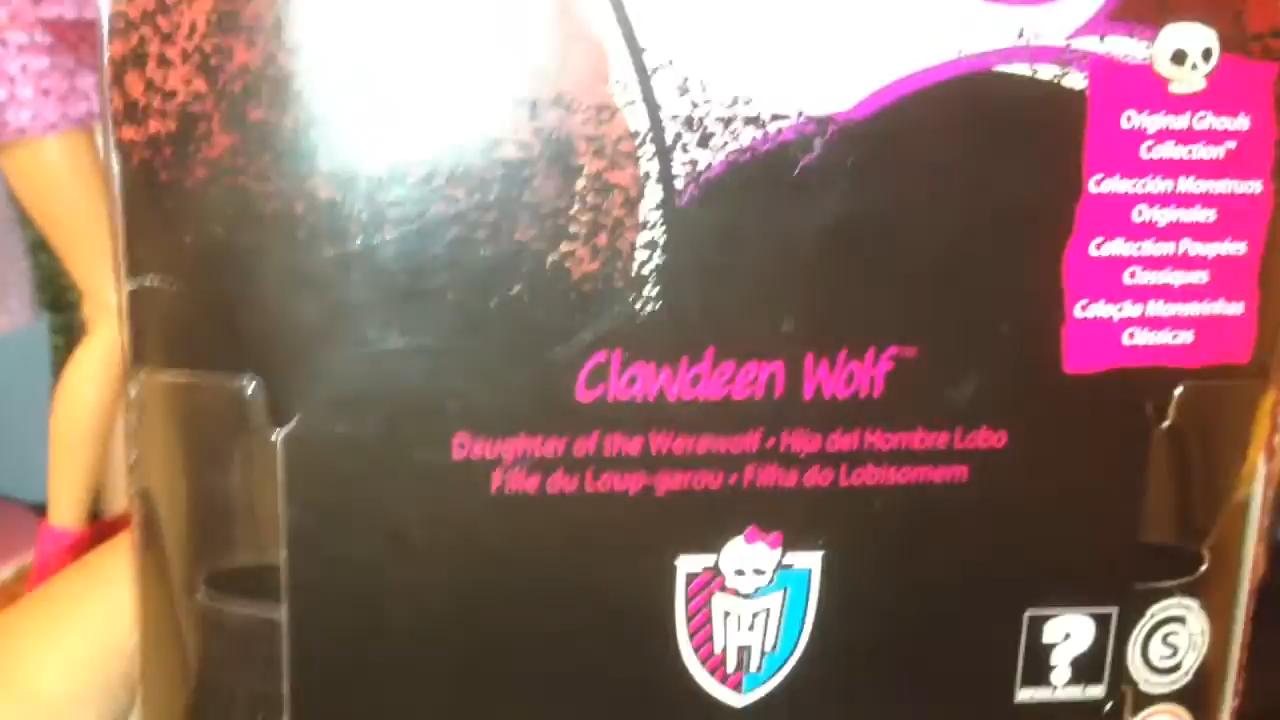 Original Ghouls
Collection™
Colección Monstruos
Originales
Collection Poupées
Classiques
Coleção Monstrinhas
Clássicas
Clawdeen Wolf™
Daughter of the Werewolf • Hija del Hombre Lobo
Fille du Loup-garou • Filha do Lobisomem
MH
?
S